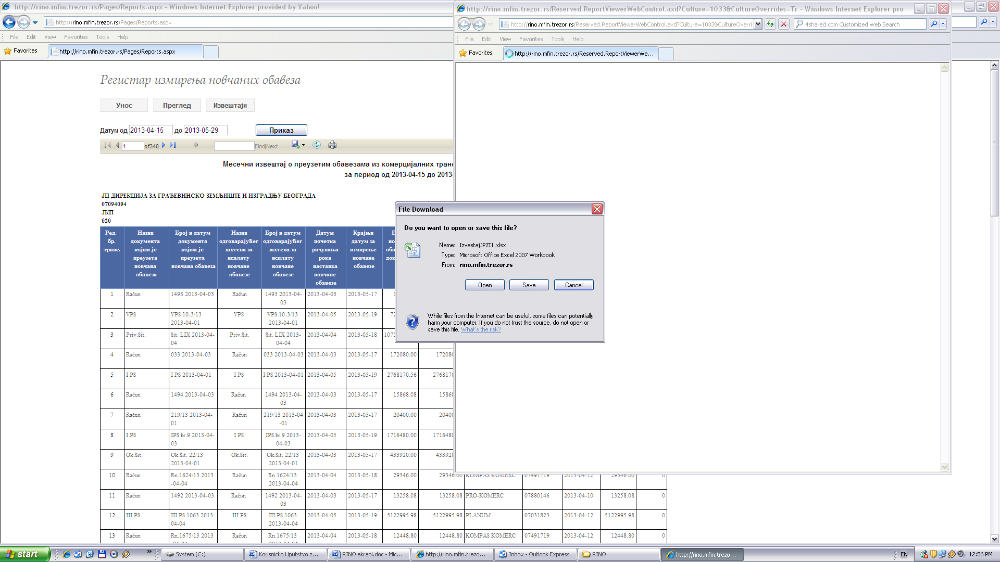 http://rino.mfin.trezor.rs/Pages/Reports.aspx - Windows Internet Explorer provided by Yahoo!
http://rino.mfin.trezor.rs/Pages/Reports.aspx
File Edit View Favorites Tools Help
Favorites
http://rino.mfin.trezor.rs/Pages/Reports.aspx
http://rino.mfin.trezor.rs/Reserved.ReportViewerWebControl.axd?Culture=1033&CultureOverrides=Tr - Windows Internet Explorer pro
http://rino.mfin.trezor.rs/Reserved.ReportViewerWebControl.axd?Culture=1033&CultureOverri
4shared.com Customized Web Search
File Edit View Favorites Tools Help
Favorites
http://rino.mfin.trezor.rs/Reserved.ReportViewerWe...
Регистар измирења новчаних обавеза
Унос Преглед Извештаји
Датум од 2013-04-15 до 2013-05-29 Приказ
1 of 340 Find | Next
Месечни извештај о преузетим обавезама из комерцијалних
за период од 2013-04-15 до
ЈП ДИРЕКЦИЈА ЗА ГРАЂЕВИНСКО ЗЕМЉИШТЕ И ИЗГРАДЊУ БЕОГРАДА
07094094
ЈКП
020
Ред. бр. транс.
Назив документа којим је преузета новчана обавеза
Број и датум документа којим је преузета новчана обавеза
Назив одговарајућег захтева за исплату новчане обавезе
Број и датум одговарајућег захтева за исплату новчане обавезе
Датум почетка рачунања рока настанка новчане обавезе
Крајњи датум за измирење новчане обавезе
1 Račun 1493 2013-04-03 Račun 1493 2013-04-03 2013-04-03 2013-05-17
2 VPS VPS 10-3/13 2013-04-01 VPS VPS 10-3/13 2013-04-01 2013-04-05 2013-05-19
3 Priv.Sit. Sit. LIX 2013-04-04 Priv.Sit. Sit. LIX 2013-04-04 2013-04-04 2013-05-18
4 Račun 033 2013-04-03 Račun 033 2013-04-03 2013-04-03 2013-05-17 172080.00
5 I PS I PS 2013-04-01 I PS I PS 2013-04-01 2013-04-05 2013-05-19 2768170.56
6 Račun 1494 2013-04-03 Račun 1494 2013-04-03 2013-04-03 2013-05-17 15868.08
7 Račun 219/13 2013-04-01 Račun 219/13 2013-04-01 2013-04-03 2013-05-17 20400.00
8 I PS IPS br.9 2013-04-03 I PS IPS br.9 2013-04-03 2013-04-05 2013-05-19 1716480.00
9 Ok.Sit. Ok.Sit. 22/13 2013-04-01 Ok.Sit. Ok.Sit. 22/13 2013-04-01 2013-04-03 2013-05-17 433920.00
10 Račun Rn.1624/13 2013-04-04 Račun Rn.1624/13 2013-04-04 2013-04-04 2013-05-18 29346.00 29346.00 KOMPAS KOMERC 07491719 2013-04-12 29346.00 0
11 Račun 1492 2013-04-03 Račun 1492 2013-04-03 2013-04-03 2013-05-17 13258.08 13258.08 PRO-KOMERC 07880146 2013-04-10 13258.08 0
12 III PS III PS 1063 2013-04-04 III PS III PS 1063 2013-04-04 2013-04-05 2013-05-19 5122995.98 5122995.98 PLANUM 07031823 2013-04-12 5122995.98 0
13 Račun Rn.1675/13 2013 Račun Rn.1675/13 2013-04-04 2013-05-18 12448.80 12448.80 KOMPAS KOMERC 07491719 2013-04-12 12448.80 0
File Download
Do you want to open or save this file?
Name: IzvestajJPZI1.xlsx
Type: Microsoft Office Excel 2007 Workbook
From: rino.mfin.trezor.rs
Open Save Cancel
While files from the Internet can be useful, some files can potentially
harm your computer. If you do not trust the source, do not open or
save this file. What's the risk?
start
System (C:)
Korisnicko Uputstvo z...
RINO ekrani.doc - Mic...
http://rino.mfin.trezo...
Inbox - Outlook Express
RINO
http://rino.mfin.trezo...
EN
12:56 PM